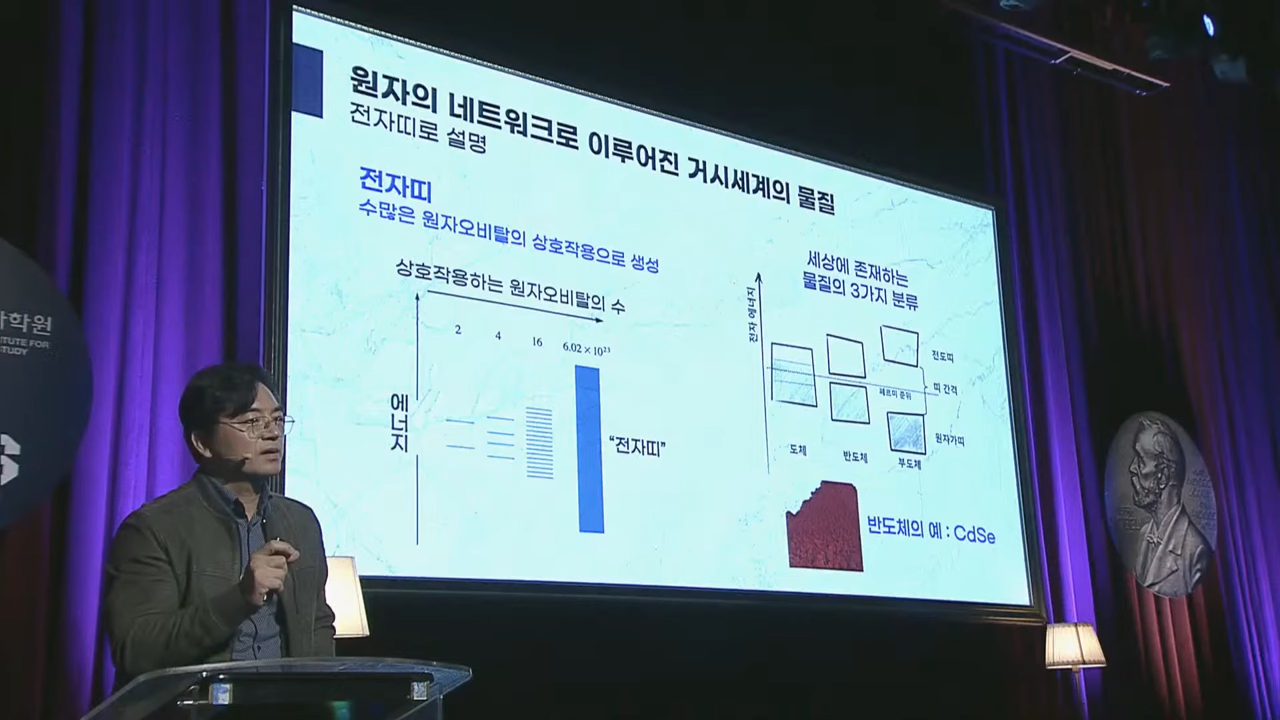 원자의 네트워크로 이루어진 거시세계의 물질
전자띠로 설명
전자띠
수많은 원자오비탈의 상호작용으로 생성
상호작용하는 원자오비탈의 수
2 4 16 6.02 × 10²³
에너지
"전자띠"
세상에 존재하는
물질의 3가지 분류
전자 에너지
전도띠
띠 간격
페르미 준위
원자가띠
도체 반도체 부도체
반도체의 예 : CdSe
학원
TUTE FOR
STUDY
S